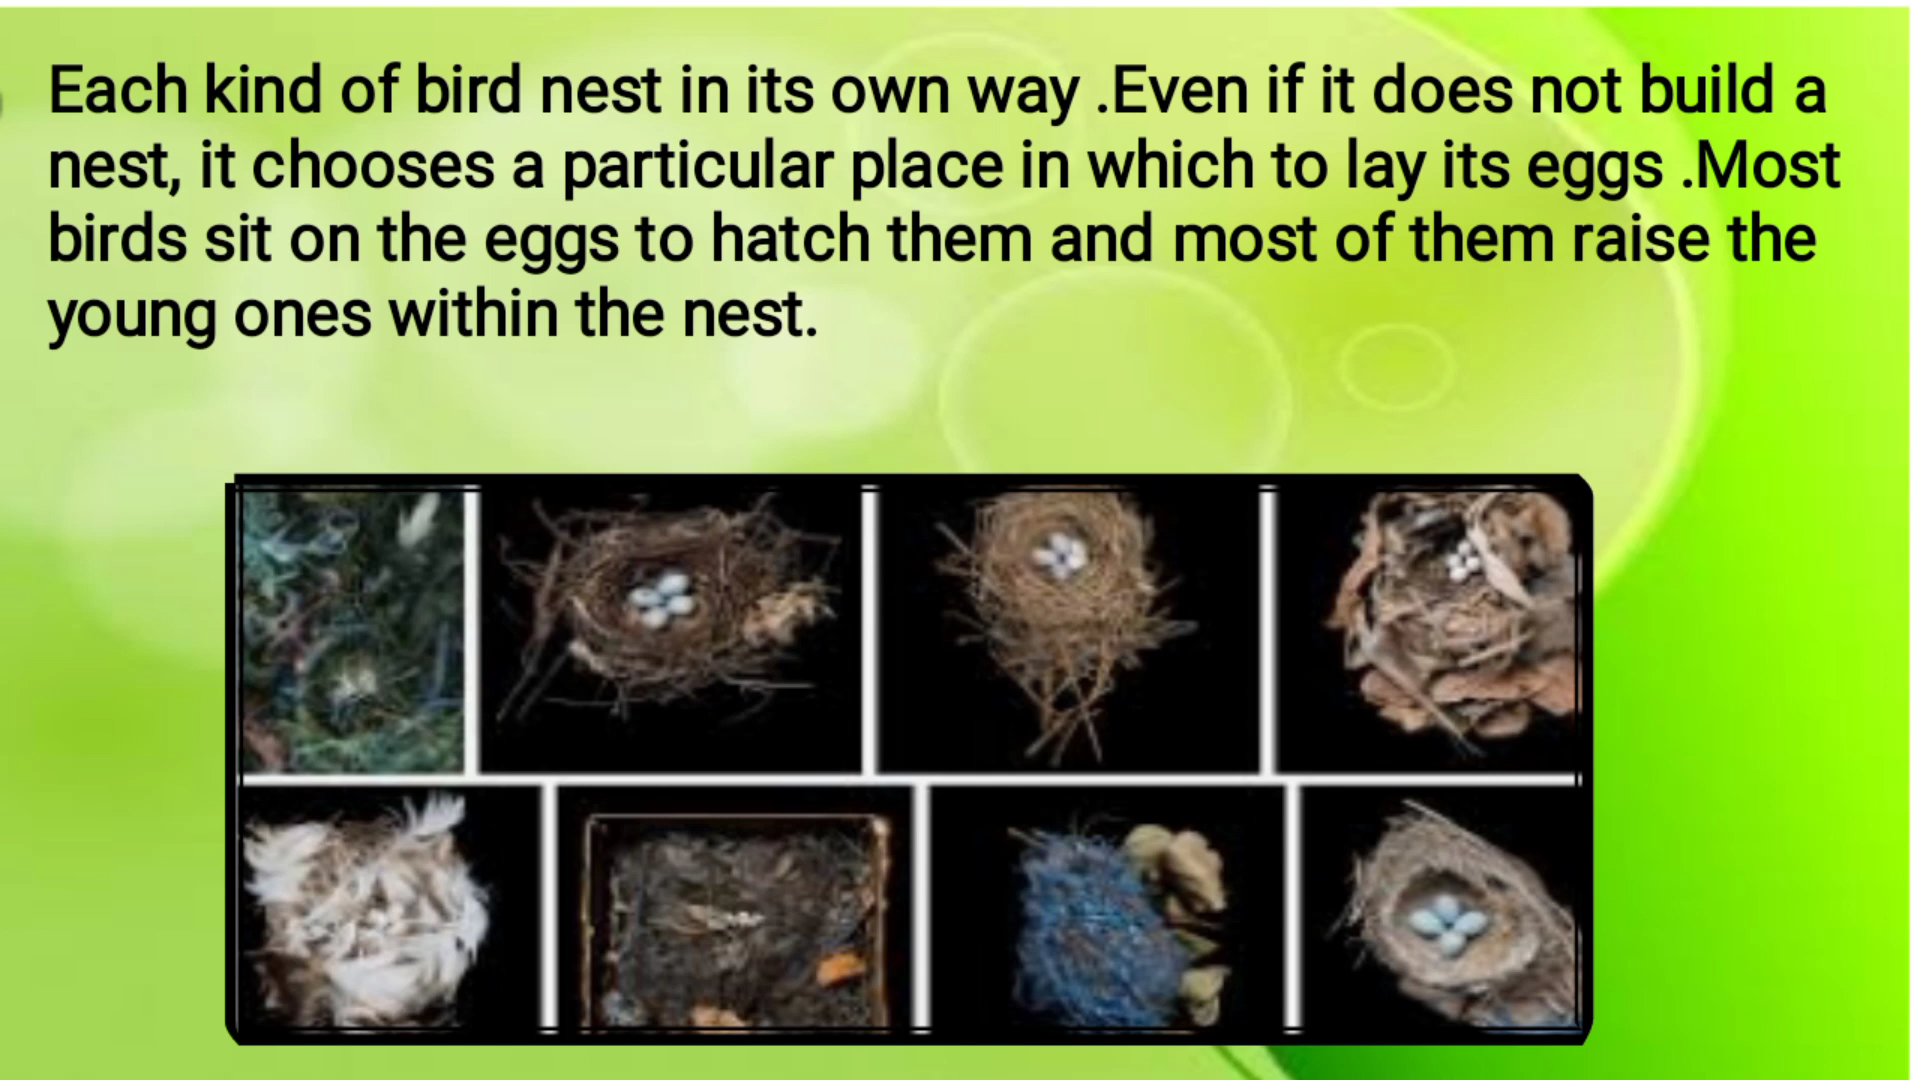 Each kind of bird nest in its own way .Even if it does not build a
nest, it chooses a particular place in which to lay its eggs .Most
birds sit on the eggs to hatch them and most of them raise the
young ones within the nest.